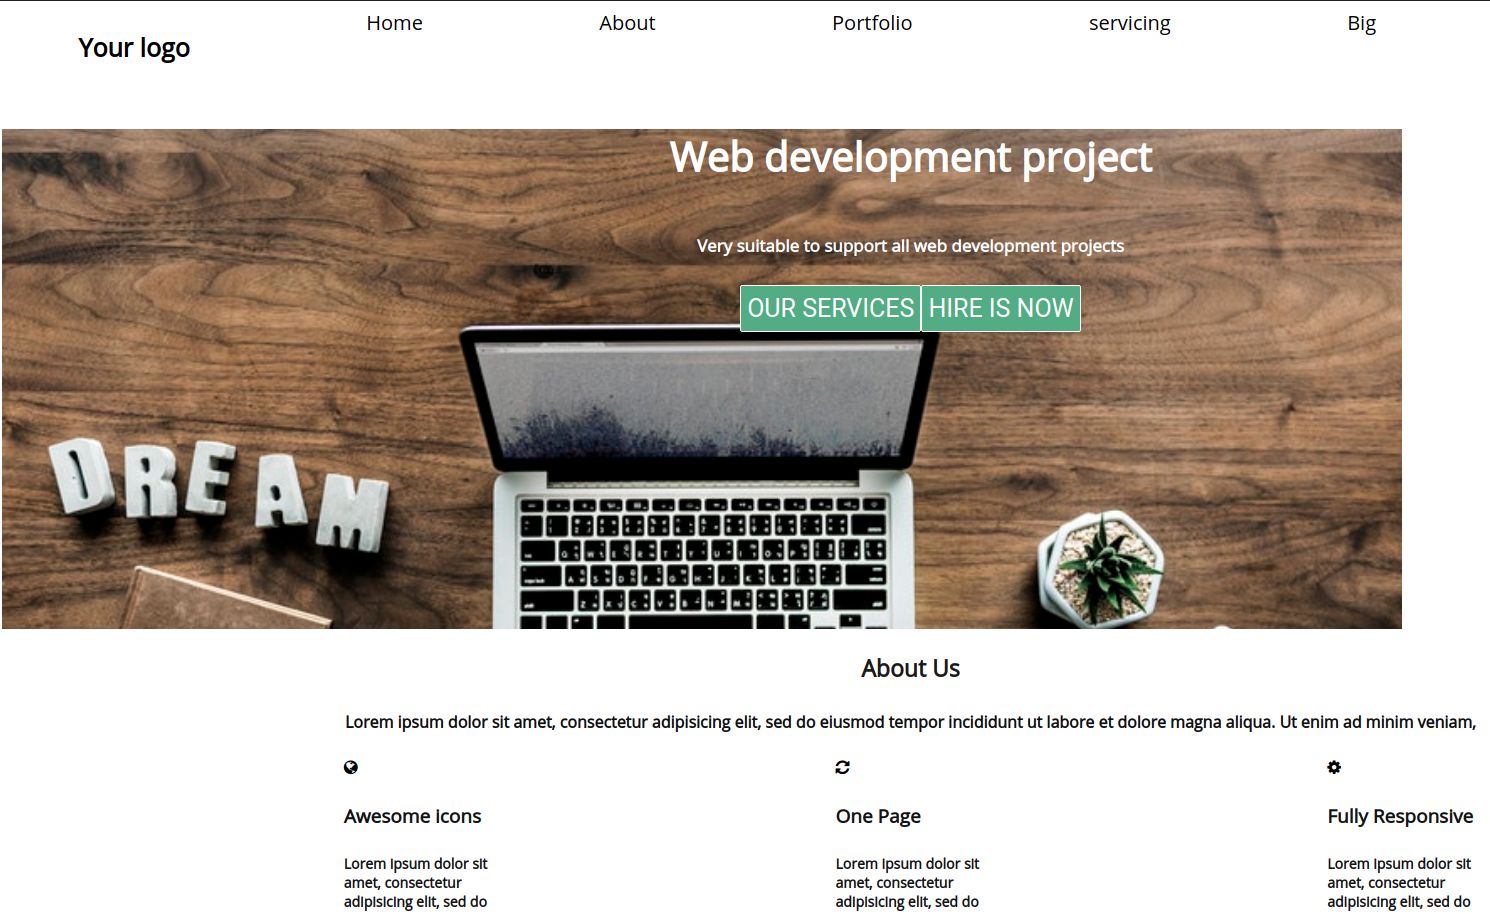 Home About Portfolio servicing Big
Your logo
Web development project
Very suitable to support all web development projects
OUR SERVICES HIRE IS NOW
DREAM
About Us
Lorem ipsum dolor sit amet, consectetur adipisicing elit, sed do eiusmod tempor incididunt ut labore et dolore magna aliqua. Ut enim ad minim veniam,
Awesome icons
Lorem ipsum dolor sit
amet, consectetur
adipisicing elit, sed do
One Page
Lorem ipsum dolor sit
amet, consectetur
adipisicing elit, sed do
Fully Responsive
Lorem ipsum dolor sit
amet, consectetur
adipisicing elit, sed do